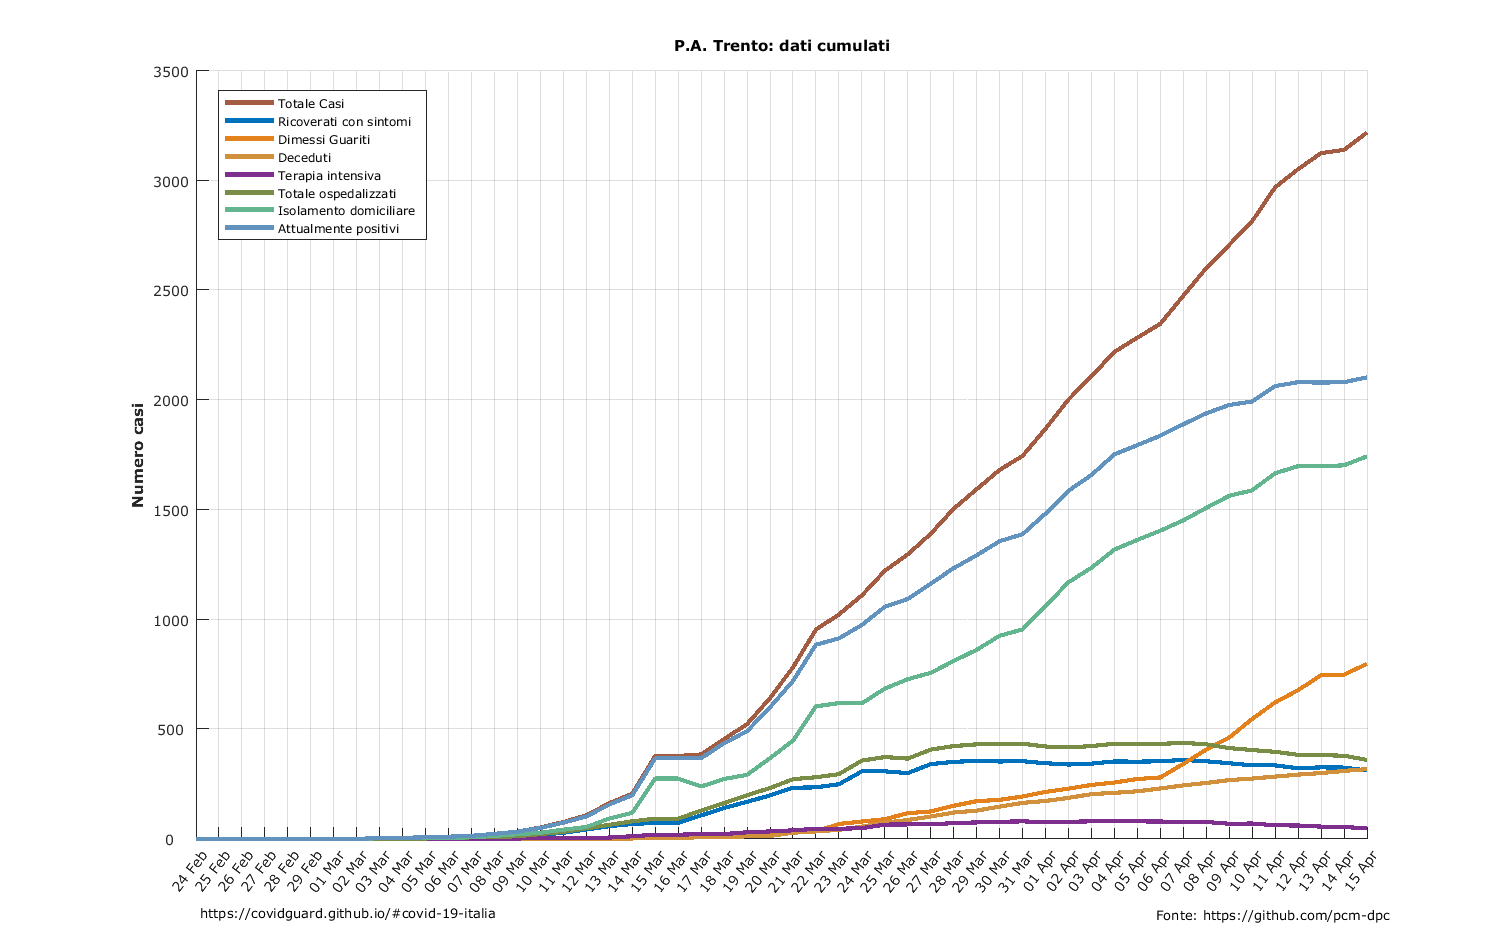 P.A. Trento: dati cumulati
3500
3000
2500
2000
1500
1000
500
0
Numero casi
Totale Casi
Ricoverati con sintomi
Dimessi Guariti
Deceduti
Terapia intensiva
Totale ospedalizzati
Isolamento domiciliare
Attualmente positivi
24 Feb
25 Feb
26 Feb
27 Feb
28 Feb
29 Feb
01 Mar
02 Mar
03 Mar
04 Mar
05 Mar
06 Mar
07 Mar
08 Mar
09 Mar
10 Mar
11 Mar
12 Mar
13 Mar
14 Mar
15 Mar
16 Mar
17 Mar
18 Mar
19 Mar
20 Mar
21 Mar
22 Mar
23 Mar
24 Mar
25 Mar
26 Mar
27 Mar
28 Mar
29 Mar
30 Mar
31 Mar
01 Apr
02 Apr
03 Apr
04 Apr
05 Apr
06 Apr
07 Apr
08 Apr
09 Apr
10 Apr
11 Apr
12 Apr
13 Apr
14 Apr
15 Apr
https://covidguard.github.io/#covid-19-italia
Fonte: https://github.com/pcm-dpc